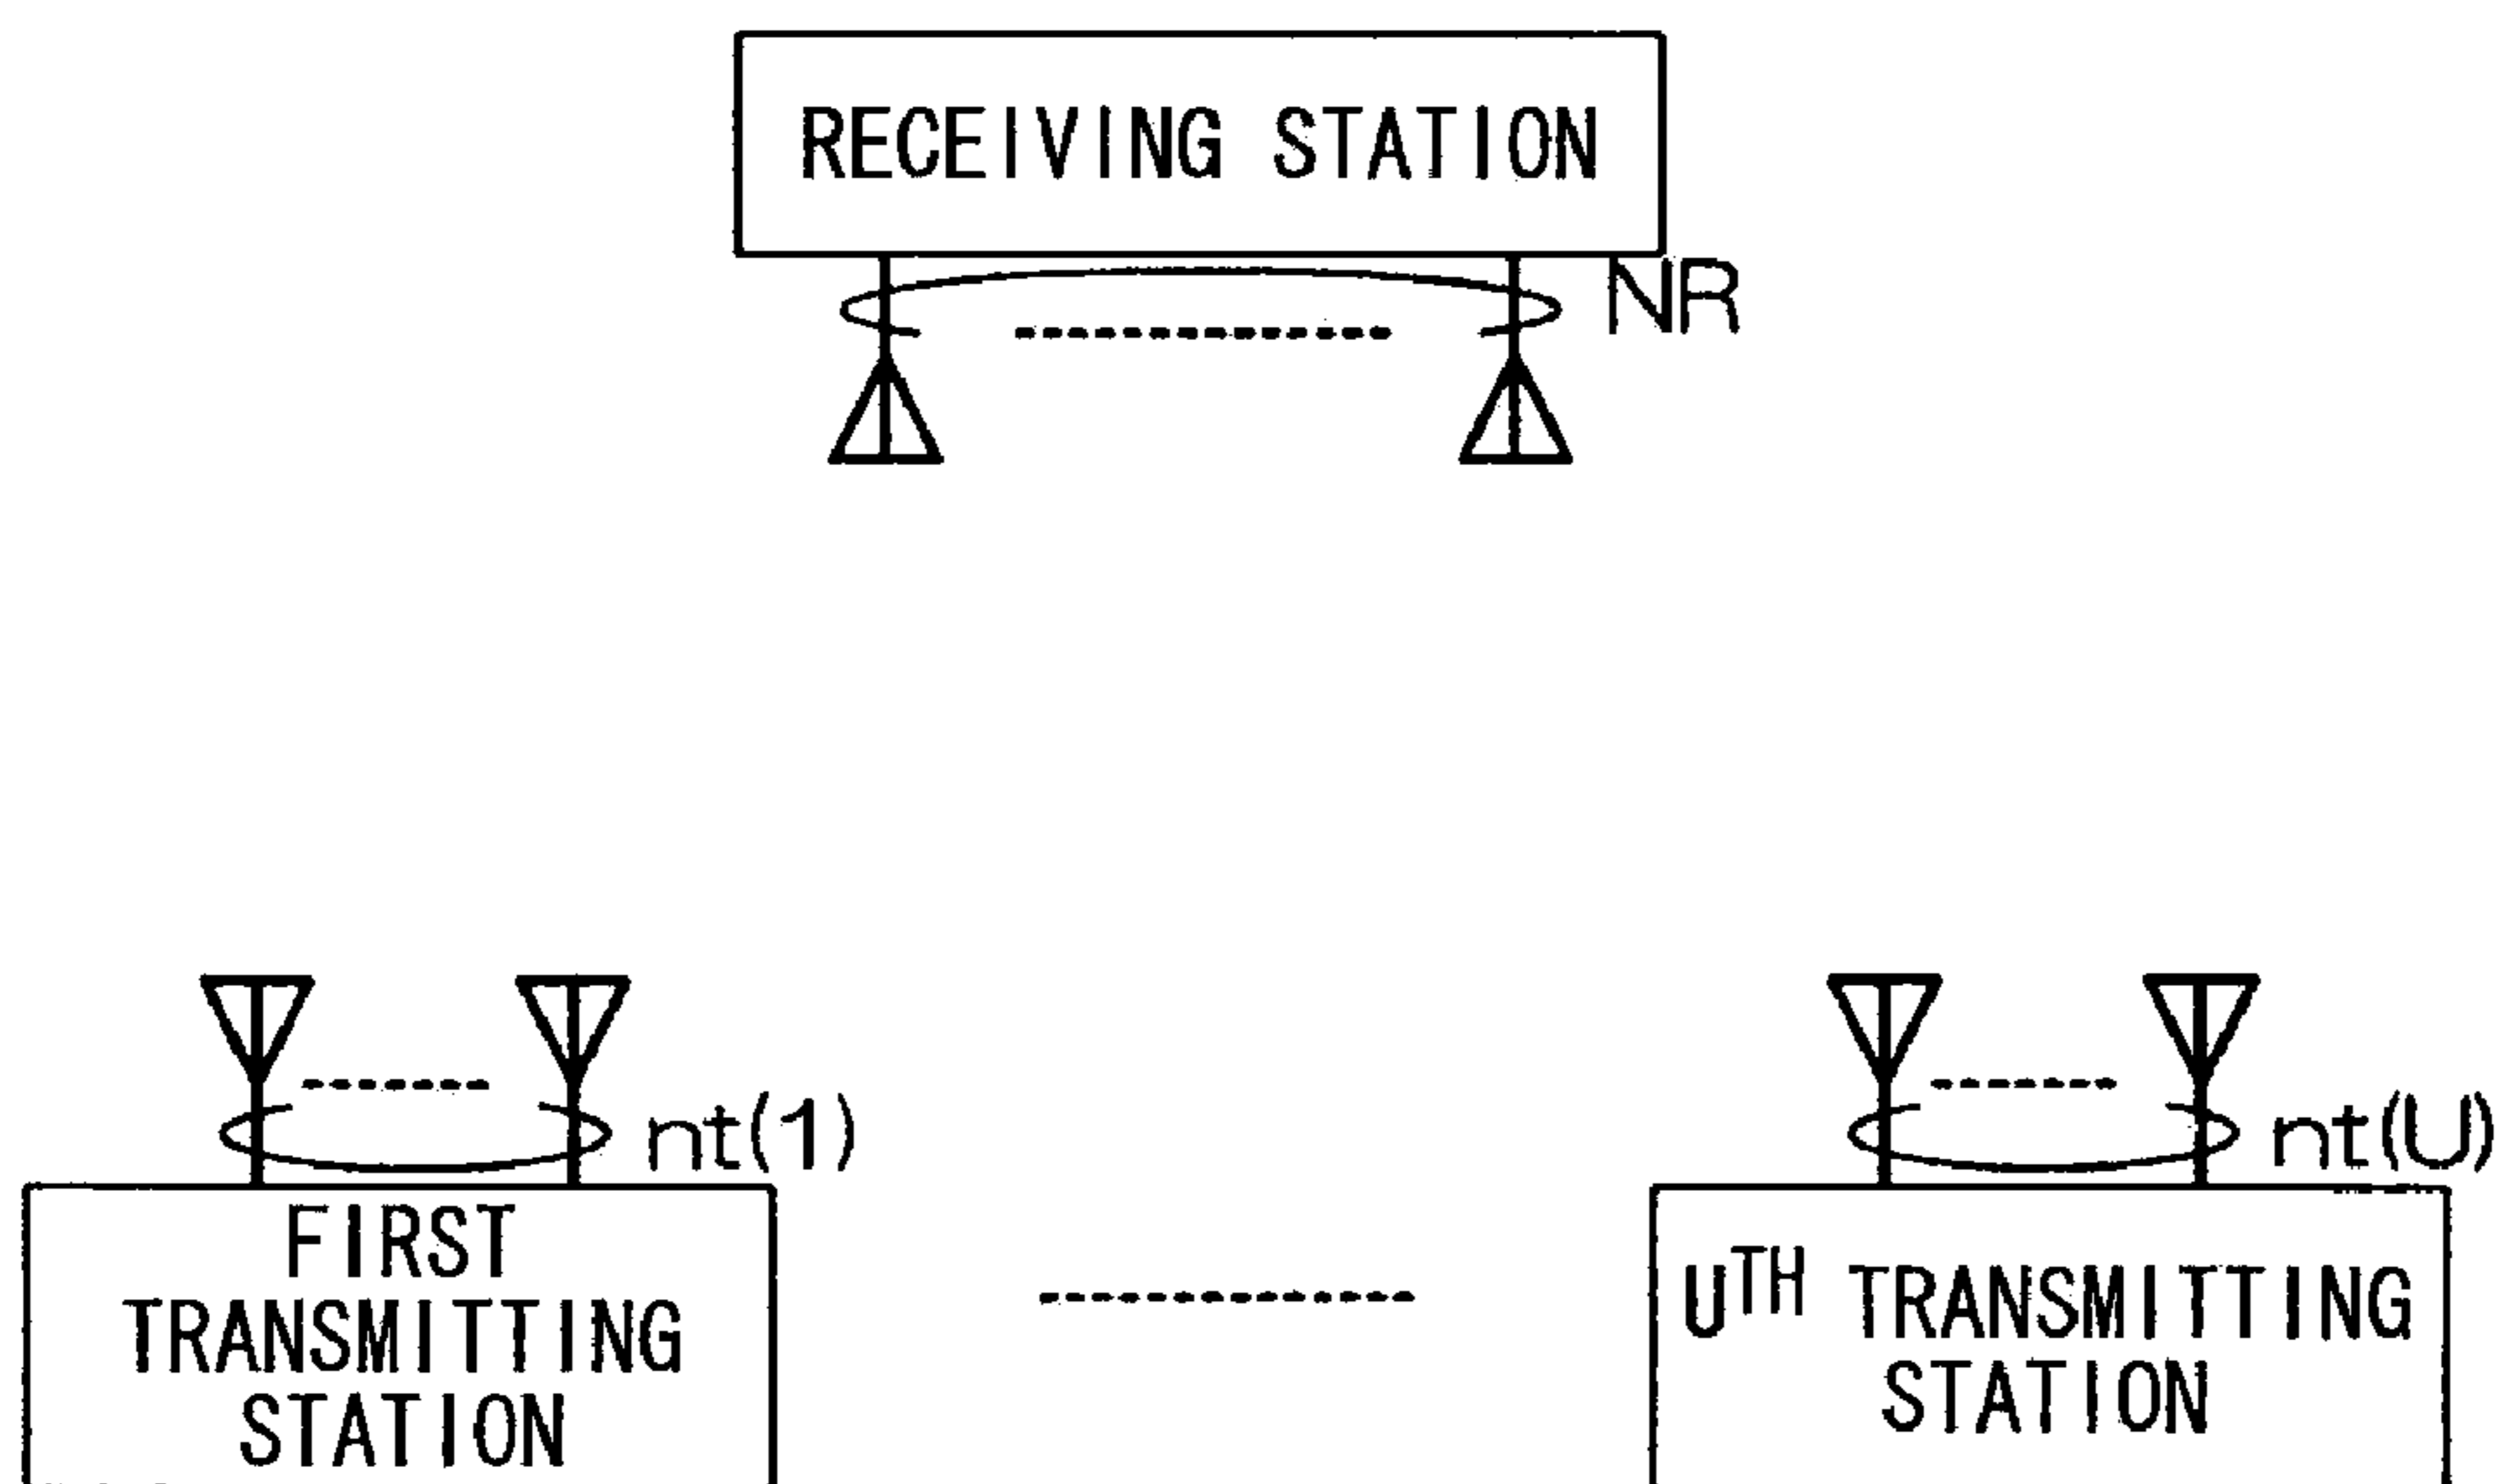 RECEIVING STATION
NR
nt(1)
nt(U)
FIRST
TRANSMITTING
STATION
UTH TRANSMITTING
STATION